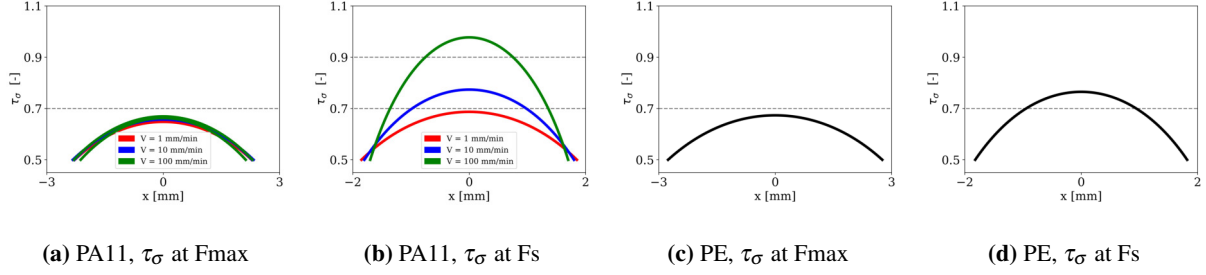 1.1
0.9
0.7
0.5
τσ [-]
V = 1 mm/min
V = 10 mm/min
V = 100 mm/min
−3 0 3
x [mm]
(a) PA11, τσ at Fmax
1.1
0.9
0.7
0.5
τσ [-]
V = 1 mm/min
V = 10 mm/min
V = 100 mm/min
−2 0 2
x [mm]
(b) PA11, τσ at Fs
1.1
0.9
0.7
0.5
τσ [-]
−3 0 3
x [mm]
(c) PE, τσ at Fmax
1.1
0.9
0.7
0.5
τσ [-]
−2 0 2
x [mm]
(d) PE, τσ at Fs